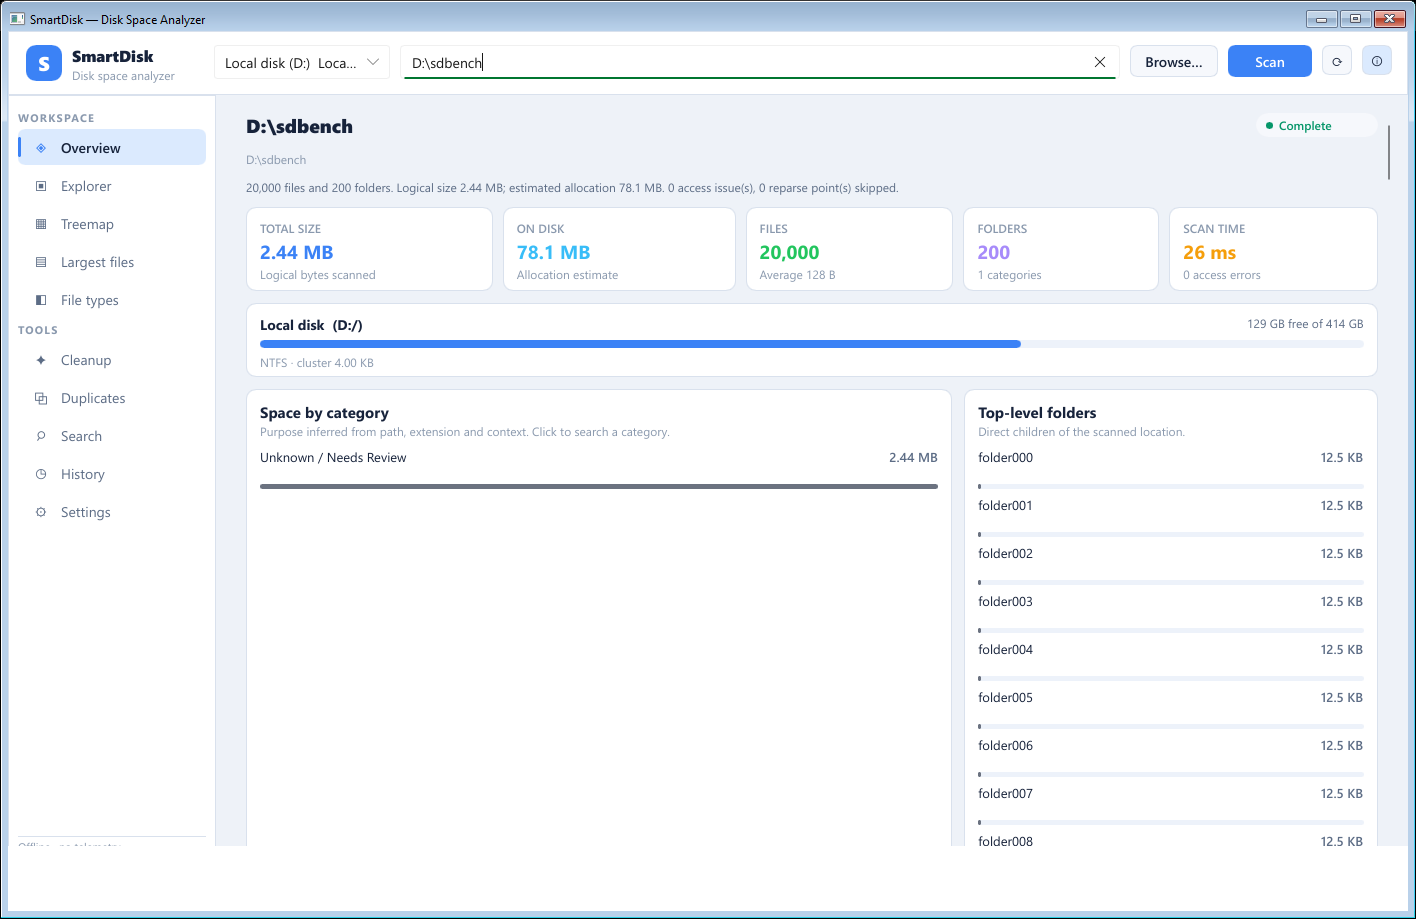 SmartDisk — Disk Space Analyzer
S
SmartDisk
Disk space analyzer
Local disk (D:)  Loca...
D:\sdbench
Browse...
Scan
WORKSPACE
Overview
Explorer
Treemap
Largest files
File types
TOOLS
Cleanup
Duplicates
Search
History
Settings
D:\sdbench
Complete
D:\sdbench
20,000 files and 200 folders. Logical size 2.44 MB; estimated allocation 78.1 MB. 0 access issue(s), 0 reparse point(s) skipped.
TOTAL SIZE
2.44 MB
Logical bytes scanned
ON DISK
78.1 MB
Allocation estimate
FILES
20,000
Average 128 B
FOLDERS
200
1 categories
SCAN TIME
26 ms
0 access errors
Local disk  (D:/)
129 GB free of 414 GB
NTFS · cluster 4.00 KB
Space by category
Purpose inferred from path, extension and context. Click to search a category.
Unknown / Needs Review 2.44 MB
Top-level folders
Direct children of the scanned location.
folder000 12.5 KB
folder001 12.5 KB
folder002 12.5 KB
folder003 12.5 KB
folder004 12.5 KB
folder005 12.5 KB
folder006 12.5 KB
folder007 12.5 KB
folder008 12.5 KB